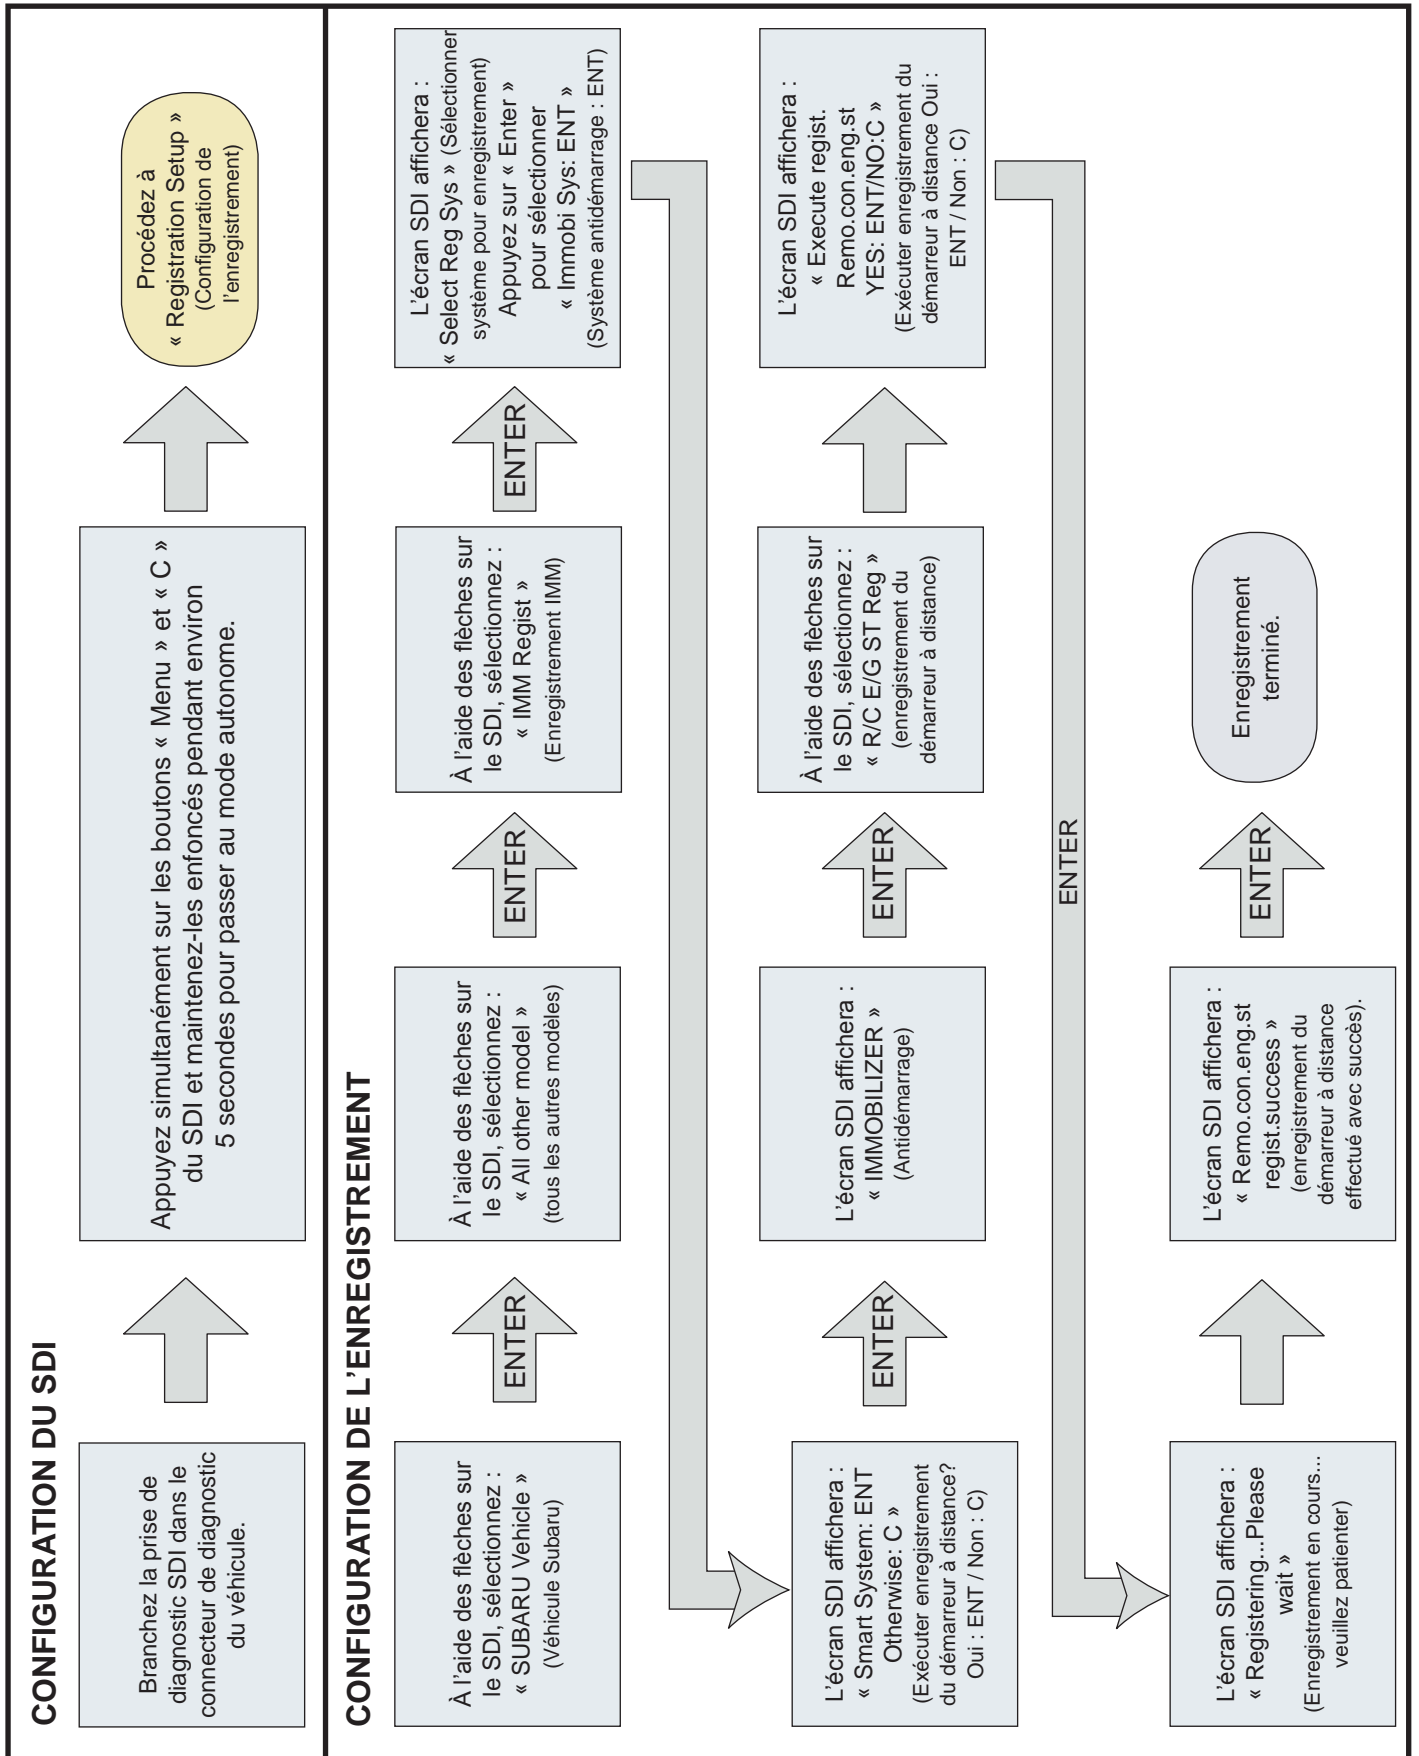 CONFIGURATION DU SDI
Branchez la prise de
diagnostic SDI dans le
connecteur de diagnostic
du véhicule.
Appuyez simultanément sur les boutons « Menu » et « C »
du SDI et maintenez-les enfoncés pendant environ
5 secondes pour passer au mode autonome.
Procédez à
« Registration Setup »
(Configuration de
l'enregistrement)
CONFIGURATION DE L'ENREGISTREMENT
À l'aide des flèches sur
le SDI, sélectionnez :
« SUBARU Vehicle »
(Véhicule Subaru)
ENTER
À l'aide des flèches sur
le SDI, sélectionnez :
« All other model »
(tous les autres modèles)
ENTER
À l'aide des flèches sur
le SDI, sélectionnez :
« IMM Regist »
(Enregistrement IMM)
ENTER
L'écran SDI affichera :
« Select Reg Sys » (Sélectionner
système pour enregistrement)
Appuyez sur « Enter »
pour sélectionner
« Immobi Sys: ENT »
(Système antidémarrage : ENT)
L'écran SDI affichera :
« Smart System: ENT
Otherwise: C »
(Exécuter enregistrement
du démarreur à distance?
Oui : ENT / Non : C)
ENTER
L'écran SDI affichera :
« IMMOBILIZER »
(Antidémarrage)
ENTER
À l'aide des flèches sur
le SDI, sélectionnez :
« R/C E/G ST Reg »
(enregistrement du
démarreur à distance)
L'écran SDI affichera :
« Execute regist.
Remo.con.eng.st
YES: ENT/NO:C »
(Exécuter enregistrement du
démarreur à distance Oui :
ENT / Non : C)
ENTER
L'écran SDI affichera :
« Registering...Please
wait »
(Enregistrement en cours...
veuillez patienter)
L'écran SDI affichera :
« Remo.con.eng.st
regist.success »
(enregistrement du
démarreur à distance
effectué avec succès).
ENTER
Enregistrement
terminé.